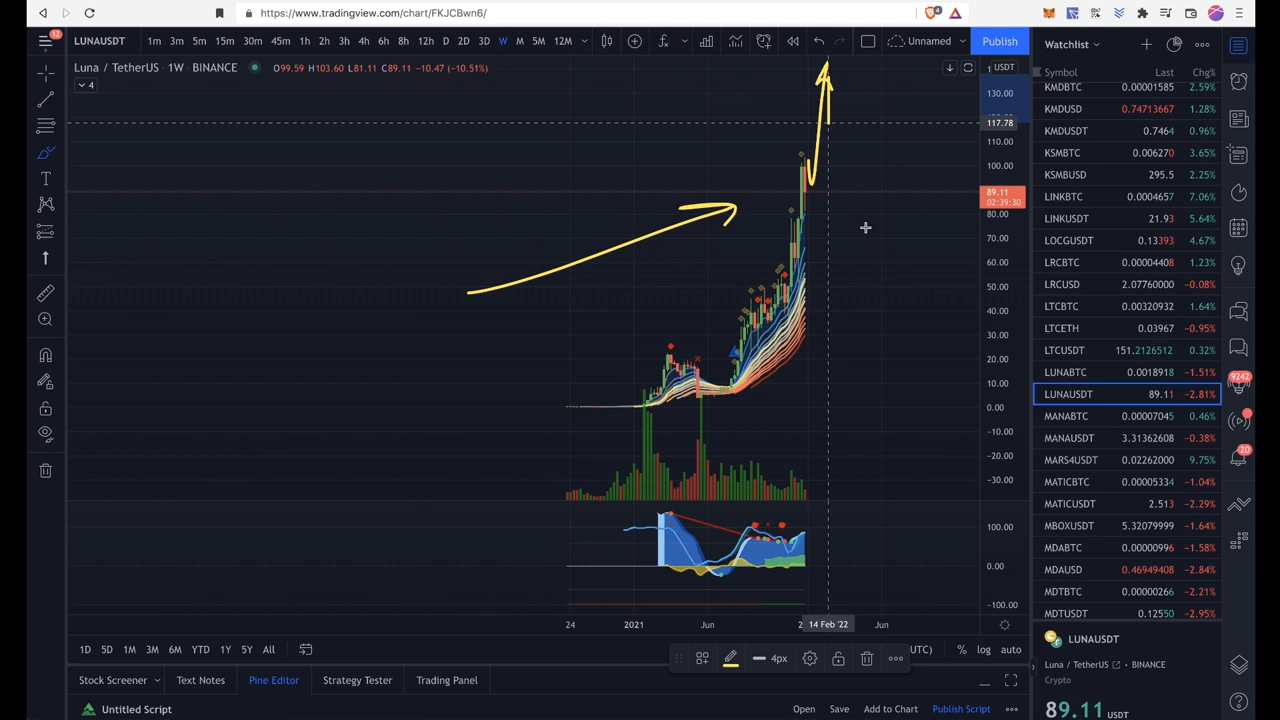 https://www.tradingview.com/chart/FKJCBwn6/
4
12
LUNAUSDT 1m 3m 5m 15m 30m 45m 1h 2h 3h 4h 6h 8h 12h D 2D 3D W M 5M 12M Unnamed Publish
Luna / TetherUS · 1W · BINANCE O99.59 H103.60 L81.11 C89.11 −10.47 (−10.51%)
4
USDT
130.00
117.78
110.00
100.00
89.11
02:39:30
80.00
70.00
60.00
50.00
40.00
30.00
20.00
10.00
0.00
−10.00
−20.00
−30.00
100.00
0.00
−100.00
24 2021 Jun 2 14 Feb '22 Jun
1D 5D 1M 3M 6M YTD 1Y 5Y All (UTC) % log auto
4px
Stock Screener Text Notes Pine Editor Strategy Tester Trading Panel
Untitled Script Open Save Add to Chart Publish Script
Watchlist
Symbol Last Chg%
KMDBTC 0.00001585 2.59%
KMDUSD 0.74713667 1.28%
KMDUSDT 0.7464 0.96%
KSMBTC 0.006270 3.65%
KSMBUSD 295.5 2.25%
LINKBTC 0.0004657 7.06%
LINKUSDT 21.93 5.64%
LOCGUSDT 0.13393 4.67%
LRCBTC 0.00004408 1.23%
LRCUSD 2.07760000 −0.08%
LTCBTC 0.00320932 1.64%
LTCETH 0.03967 −0.95%
LTCUSDT 151.2126512 0.32%
LUNABTC 0.0018918 −1.51%
LUNAUSDT 89.11 −2.81%
MANABTC 0.00007045 0.46%
MANAUSDT 3.31362608 −0.38%
MARS4USDT 0.02262000 9.75%
MATICBTC 0.00005334 −1.04%
MATICUSDT 2.513 −2.29%
MBOXUSDT 5.32079999 −1.64%
MDABTC 0.0000996 −1.58%
MDAUSD 0.46949408 −2.84%
MDTBTC 0.00000266 −2.21%
MDTUSDT 0.12550 −2.95%
LUNAUSDT
Luna / TetherUS • BINANCE
Crypto
89.11 USDT
9242
20